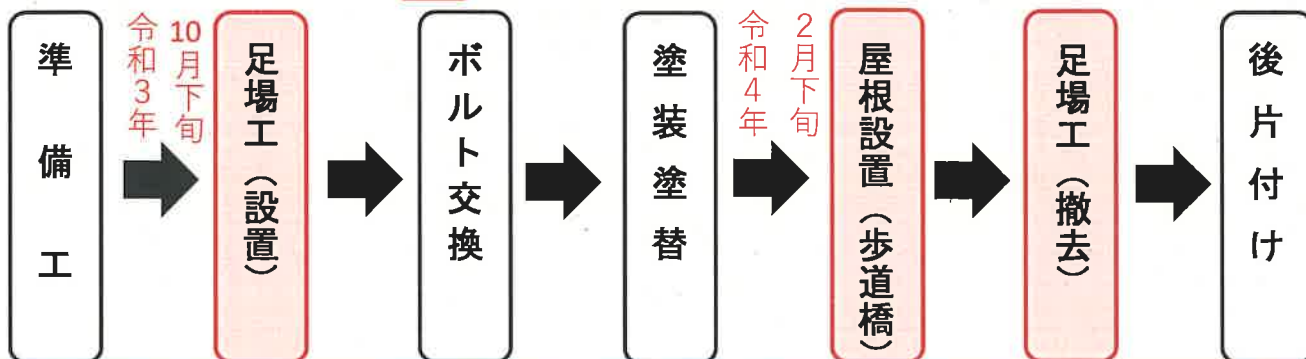 準備工
令和3年
10月下旬
足場工（設置）
ボルト交換
塗装塗替
令和4年
2月下旬
屋根設置（歩道橋）
足場工（撤去）
後片付け